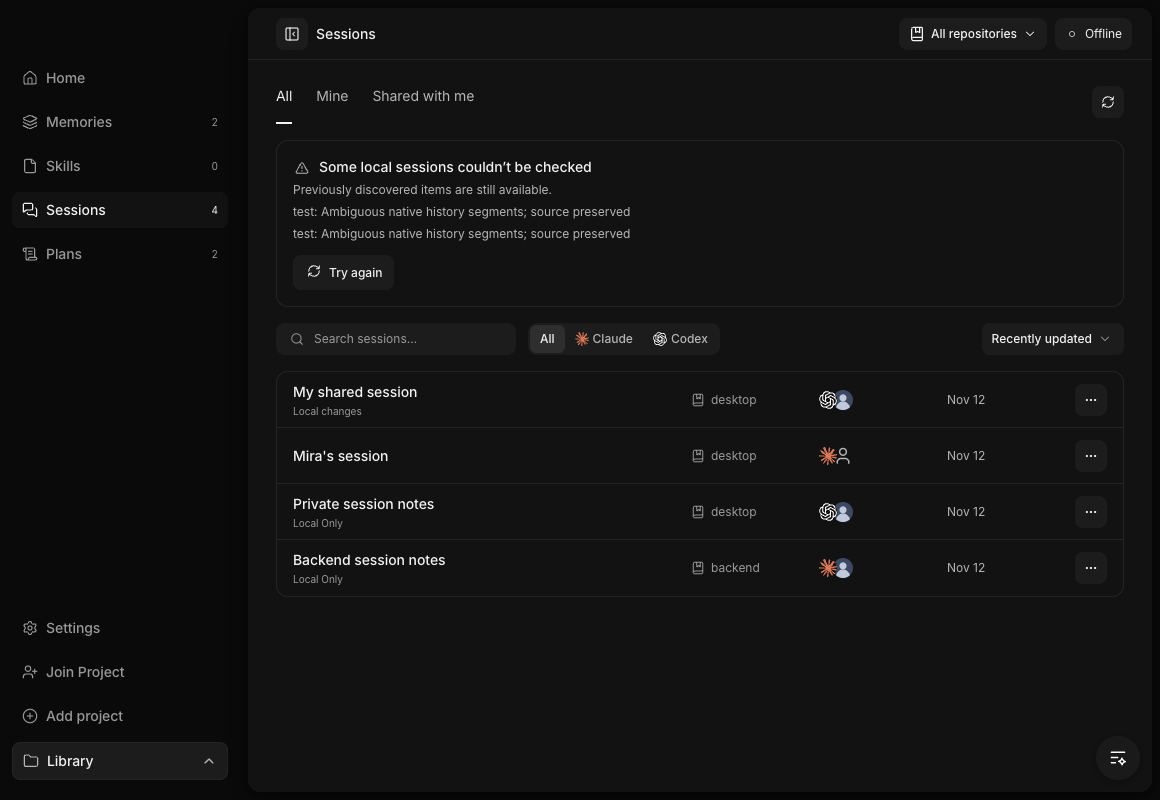 Sessions
All repositories
Offline
Home
Memories 2
Skills 0
Sessions 4
Plans 2
All Mine Shared with me
Some local sessions couldn’t be checked
Previously discovered items are still available.
test: Ambiguous native history segments; source preserved
test: Ambiguous native history segments; source preserved
Try again
Search sessions...
All Claude Codex
Recently updated
My shared session
Local changes
desktop
Nov 12
Mira's session
desktop
Nov 12
Private session notes
Local Only
desktop
Nov 12
Backend session notes
Local Only
backend
Nov 12
Settings
Join Project
Add project
Library